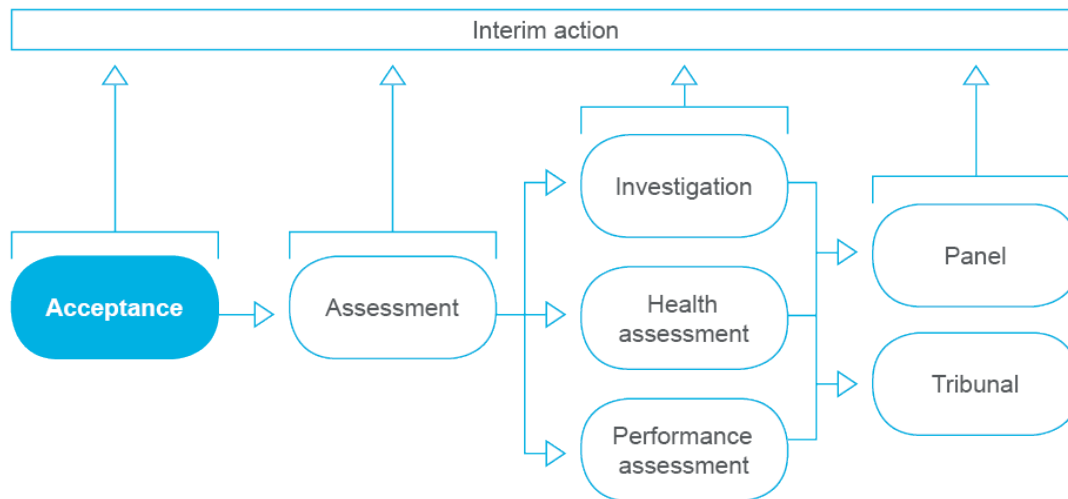 Interim action
Acceptance
Assessment
Investigation
Health
assessment
Performance
assessment
Panel
Tribunal